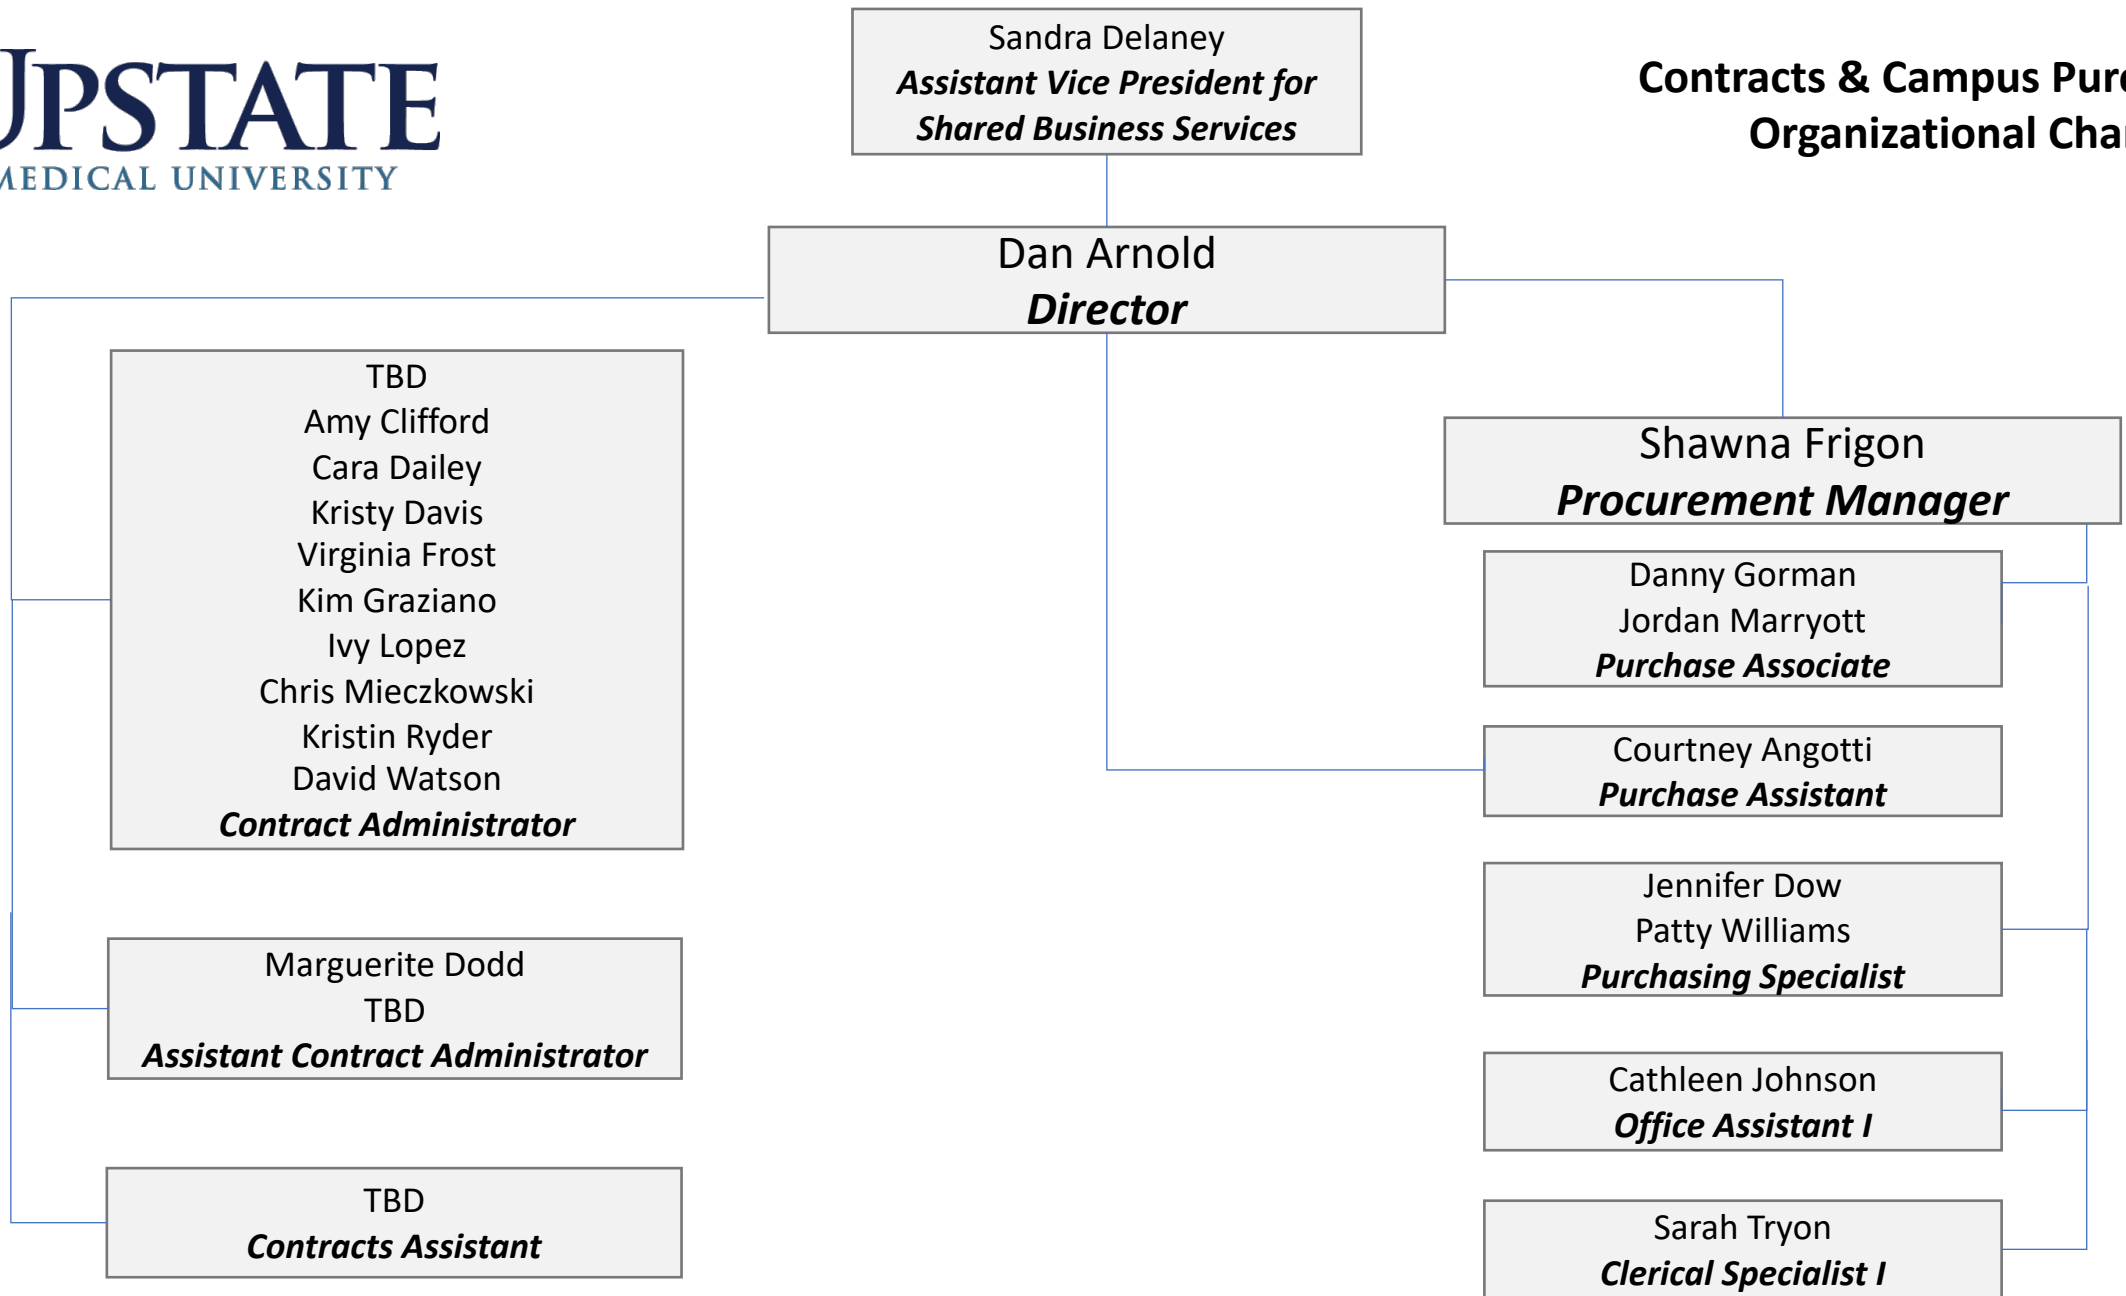 UPSTATE
MEDICAL UNIVERSITY
Sandra Delaney
Assistant Vice President for
Shared Business Services
Contracts & Campus Pur
Organizational Cha
Dan Arnold
Director
TBD
Amy Clifford
Cara Dailey
Kristy Davis
Virginia Frost
Kim Graziano
Ivy Lopez
Chris Mieczkowski
Kristin Ryder
David Watson
Contract Administrator
Marguerite Dodd
TBD
Assistant Contract Administrator
TBD
Contracts Assistant
Shawna Frigon
Procurement Manager
Danny Gorman
Jordan Marryott
Purchase Associate
Courtney Angotti
Purchase Assistant
Jennifer Dow
Patty Williams
Purchasing Specialist
Cathleen Johnson
Office Assistant I
Sarah Tryon
Clerical Specialist I